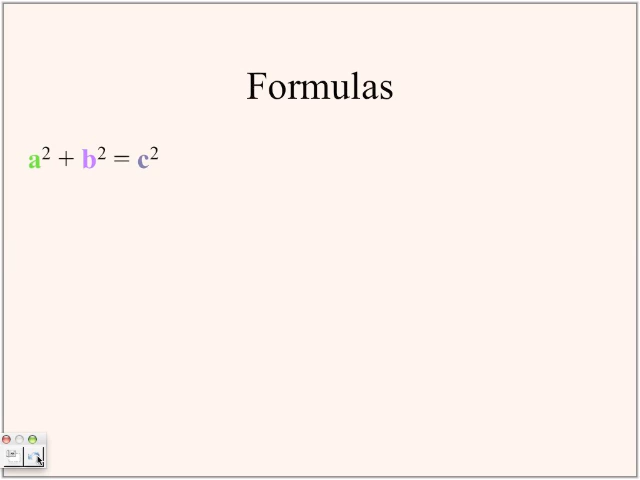 Formulas
a² + b² = c²